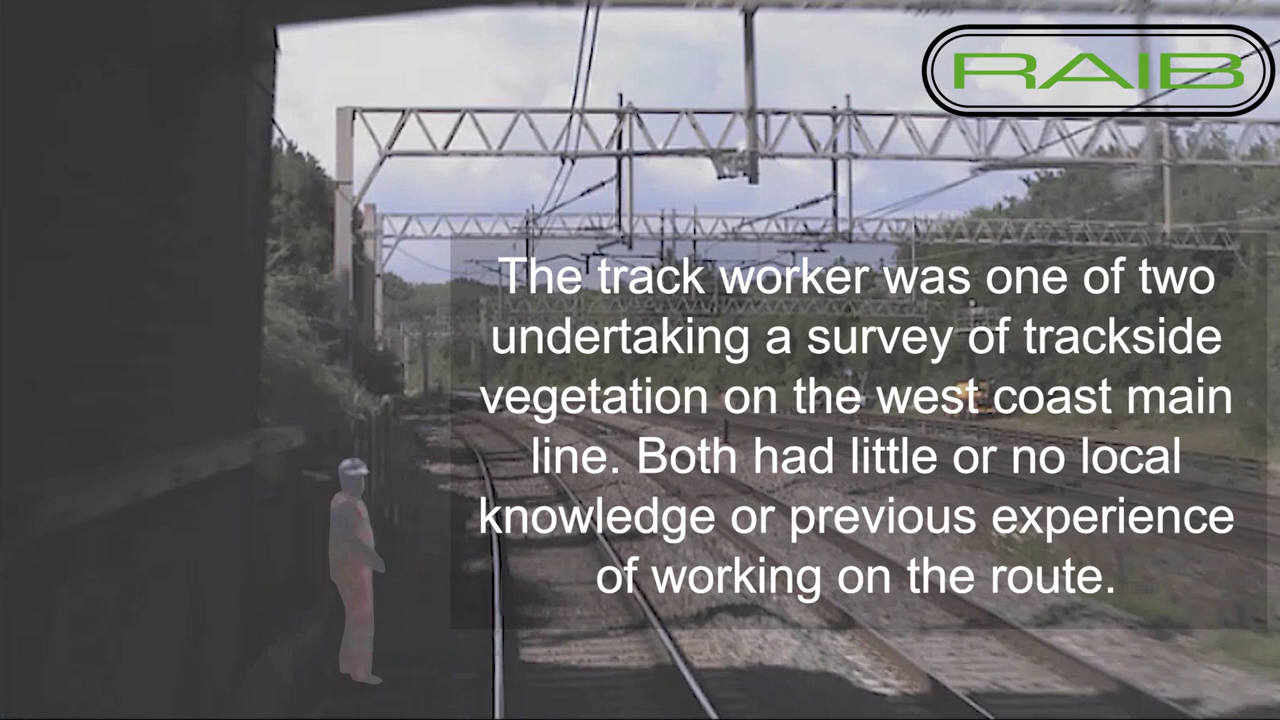 RAIB
The track worker was one of two
undertaking a survey of trackside
vegetation on the west coast main
line. Both had little or no local
knowledge or previous experience
of working on the route.